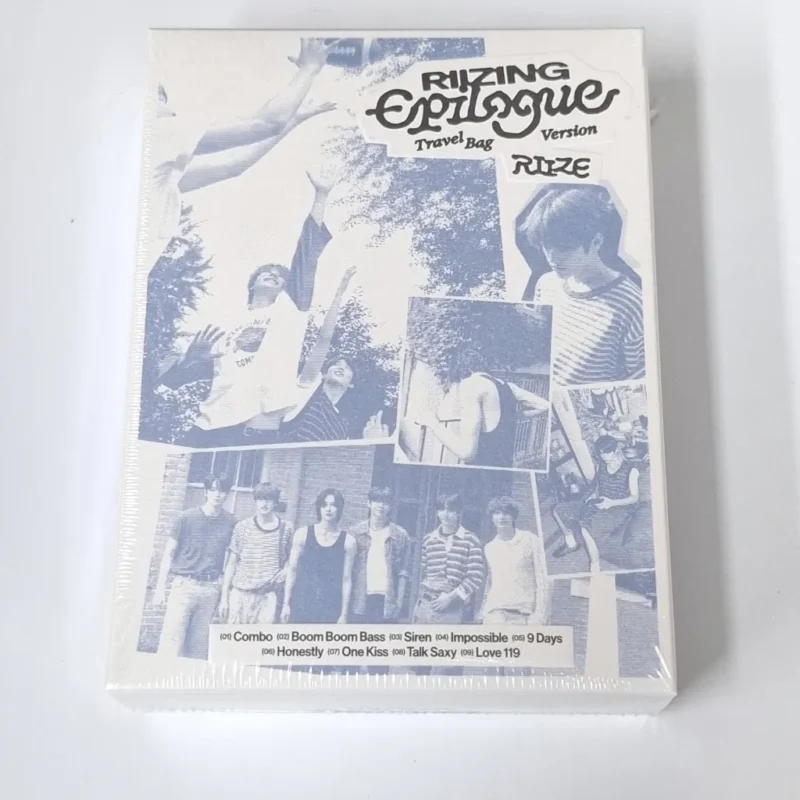 RIIZING
Epilogue
Travel Bag Version
RIIZE
(01) Combo (02) Boom Boom Bass (03) Siren (04) Impossible (05) 9 Days
(06) Honestly (07) One Kiss (08) Talk Saxy (09) Love 119